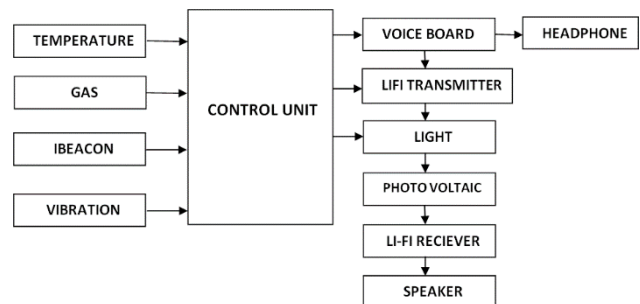 TEMPERATURE
GAS
IBEACON
VIBRATION
CONTROL UNIT
VOICE BOARD
HEADPHONE
LIFI TRANSMITTER
LIGHT
PHOTO VOLTAIC
LI-FI RECIEVER
SPEAKER